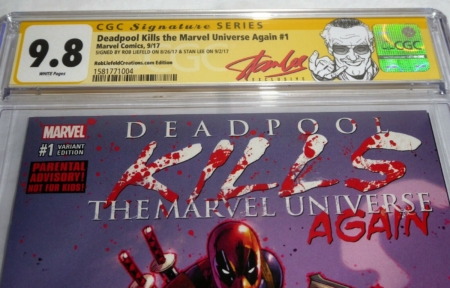 CGC Signature SERIES
9.8
WHITE Pages
Deadpool Kills the Marvel Universe Again #1
Marvel Comics, 9/17
SIGNED BY ROB LIEFELD ON 8/26/17 & STAN LEE ON 9/2/17
RobLiefeldCreations.com Edition
1581771004
Stan Lee
CGC
MARVEL
#1 VARIANT EDITION
PARENTAL
ADVISORY!
NOT FOR KIDS!
DEADPOOL
KILLS
THE MARVEL UNIVERSE
AGAIN